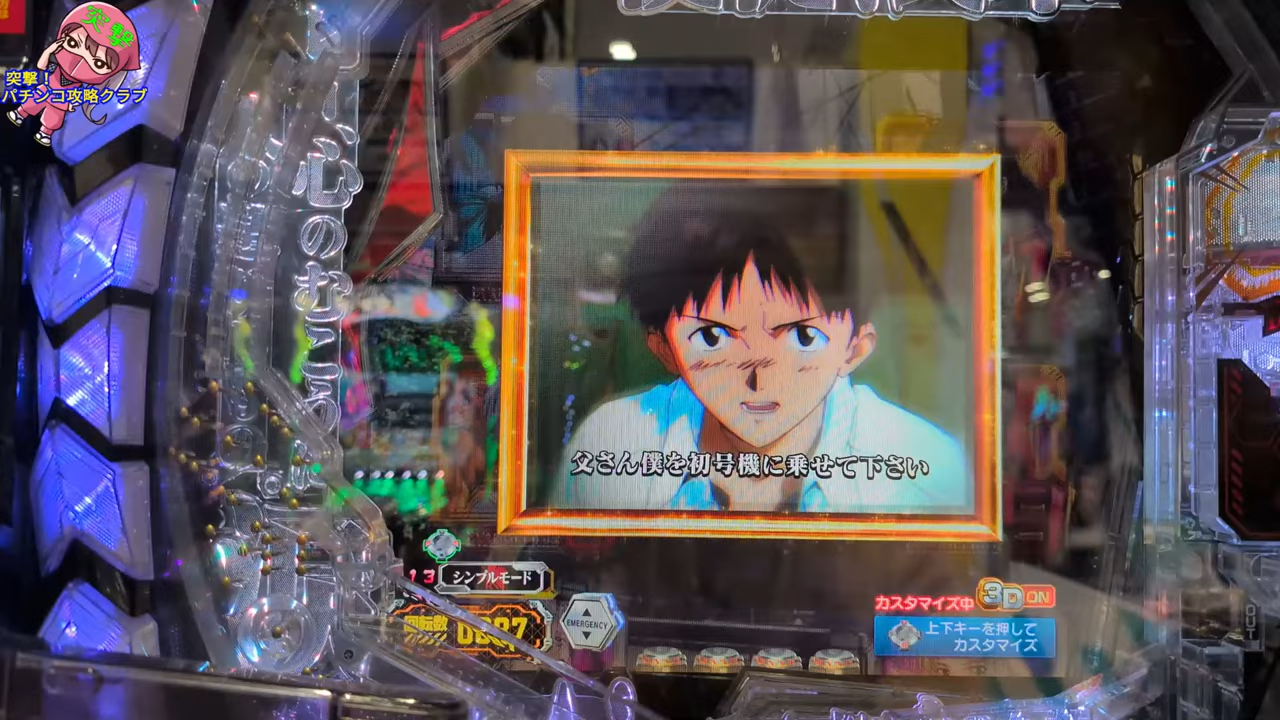 突撃
突撃！
パチンコ攻略クラブ
心のむこう
父さん僕を初号機に乗せて下さい
13
シンプルモード
回転数
EMERGENCY
カスタマイズ中
3D ON
上下キーを押して
カスタマイズ
OUT